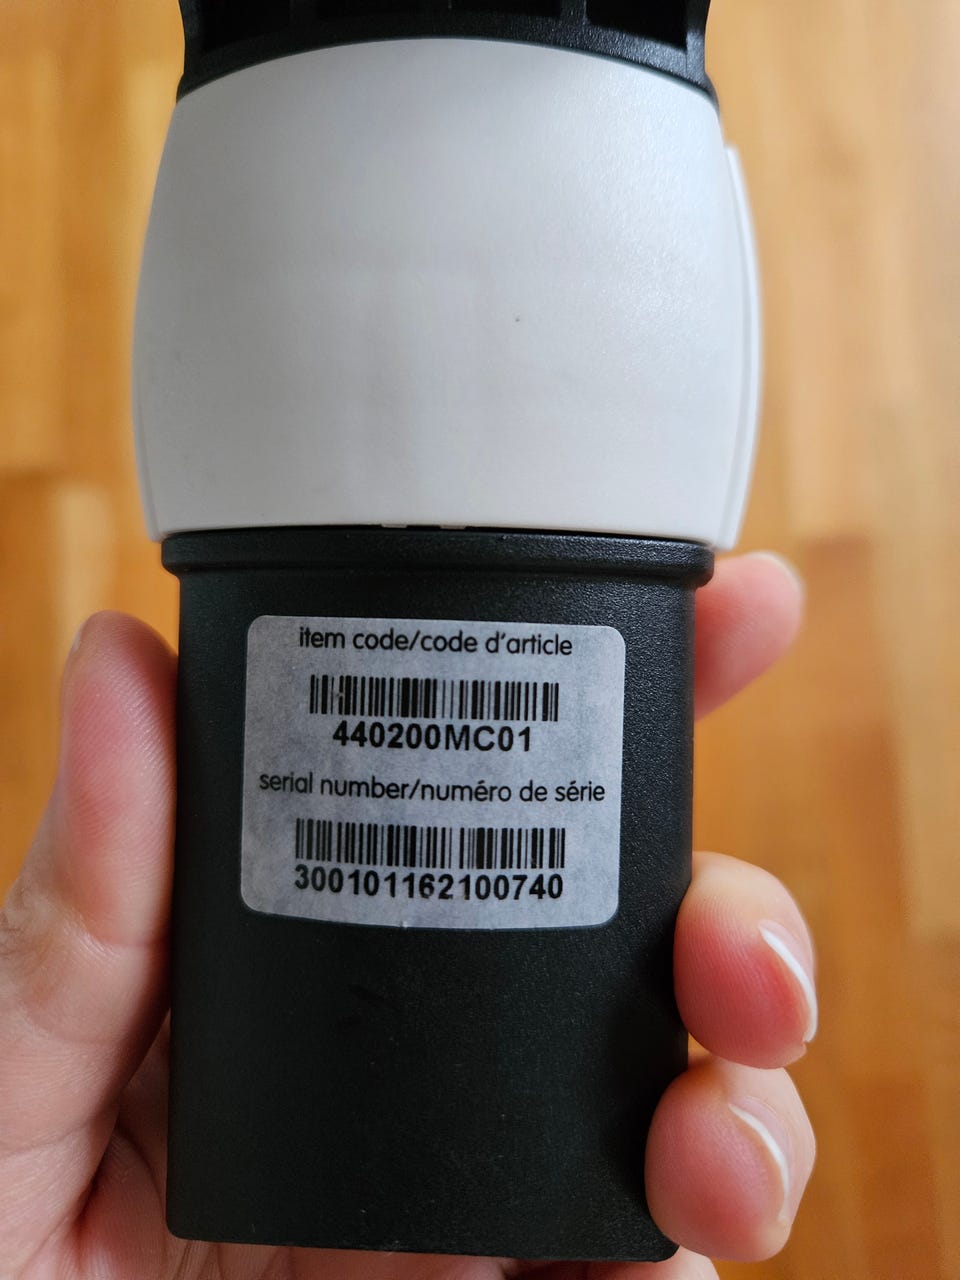 item code/code d'article
440200MC01
serial number/numéro de série
300101162100740